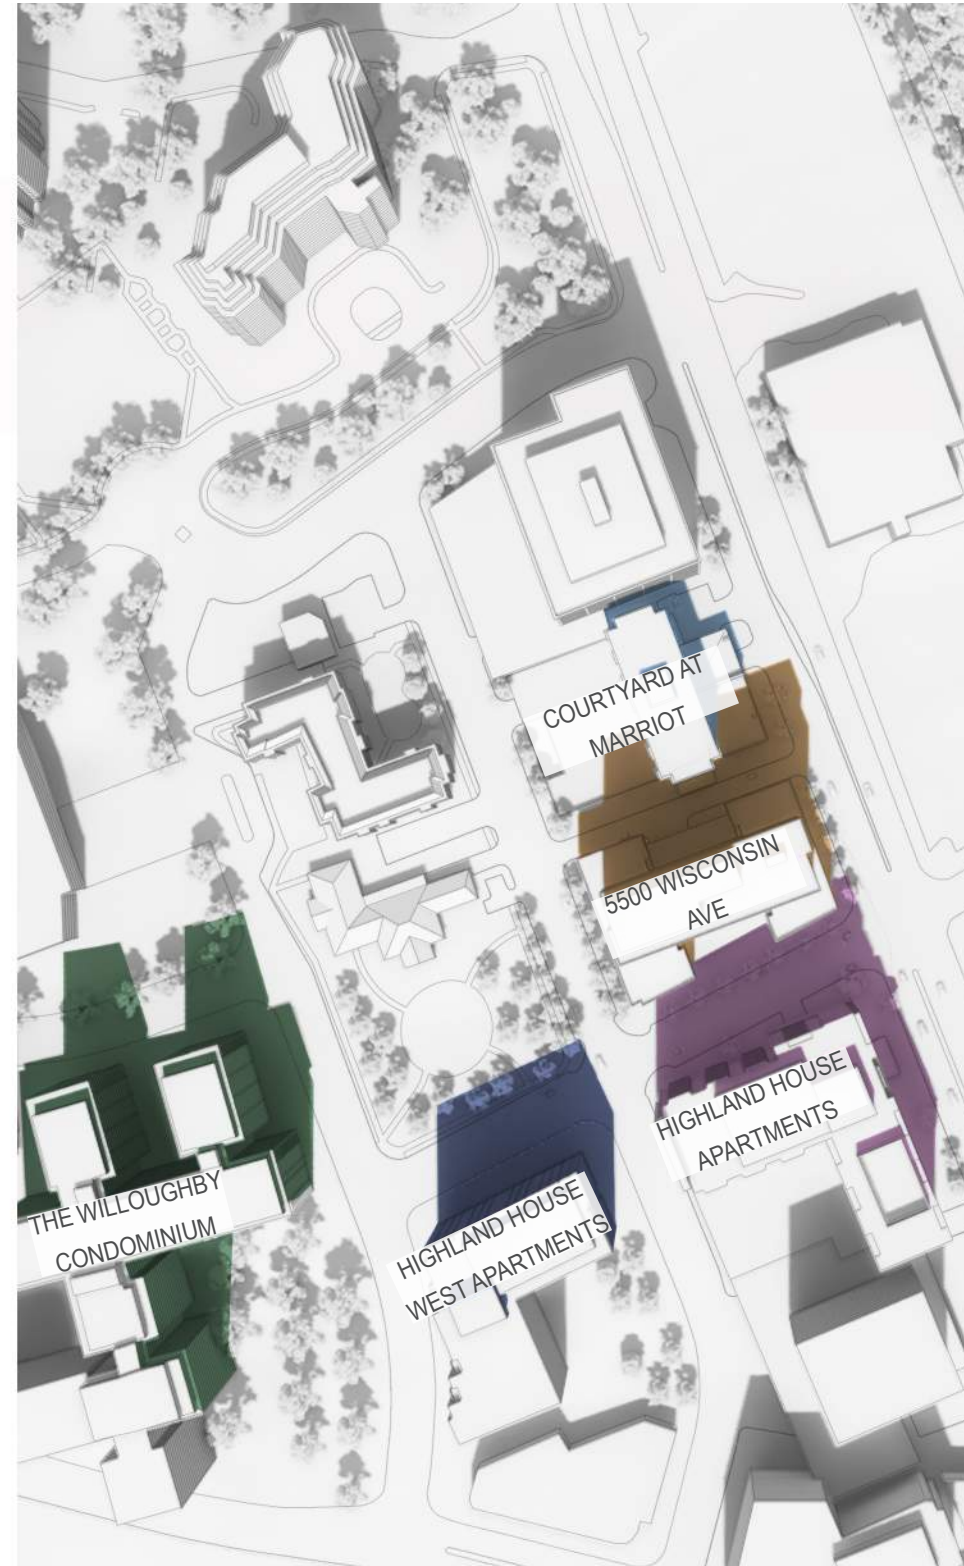 COURTYARD AT
MARRIOT
5500 WISCONSIN
AVE
HIGHLAND HOUSE
APARTMENTS
THE WILLOUGHBY
CONDOMINIUM
HIGHLAND HOUSE
WEST APARTMENTS